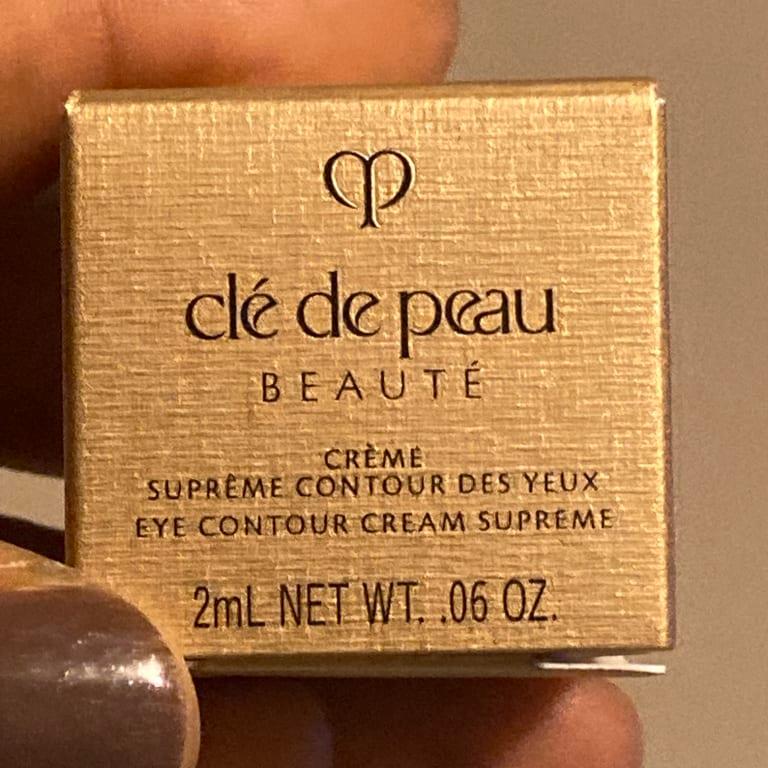 clé de peau
BEAUTÉ
CRÈME
SUPRÊME CONTOUR DES YEUX
EYE CONTOUR CREAM SUPREME
2mL NET WT. .06 OZ.